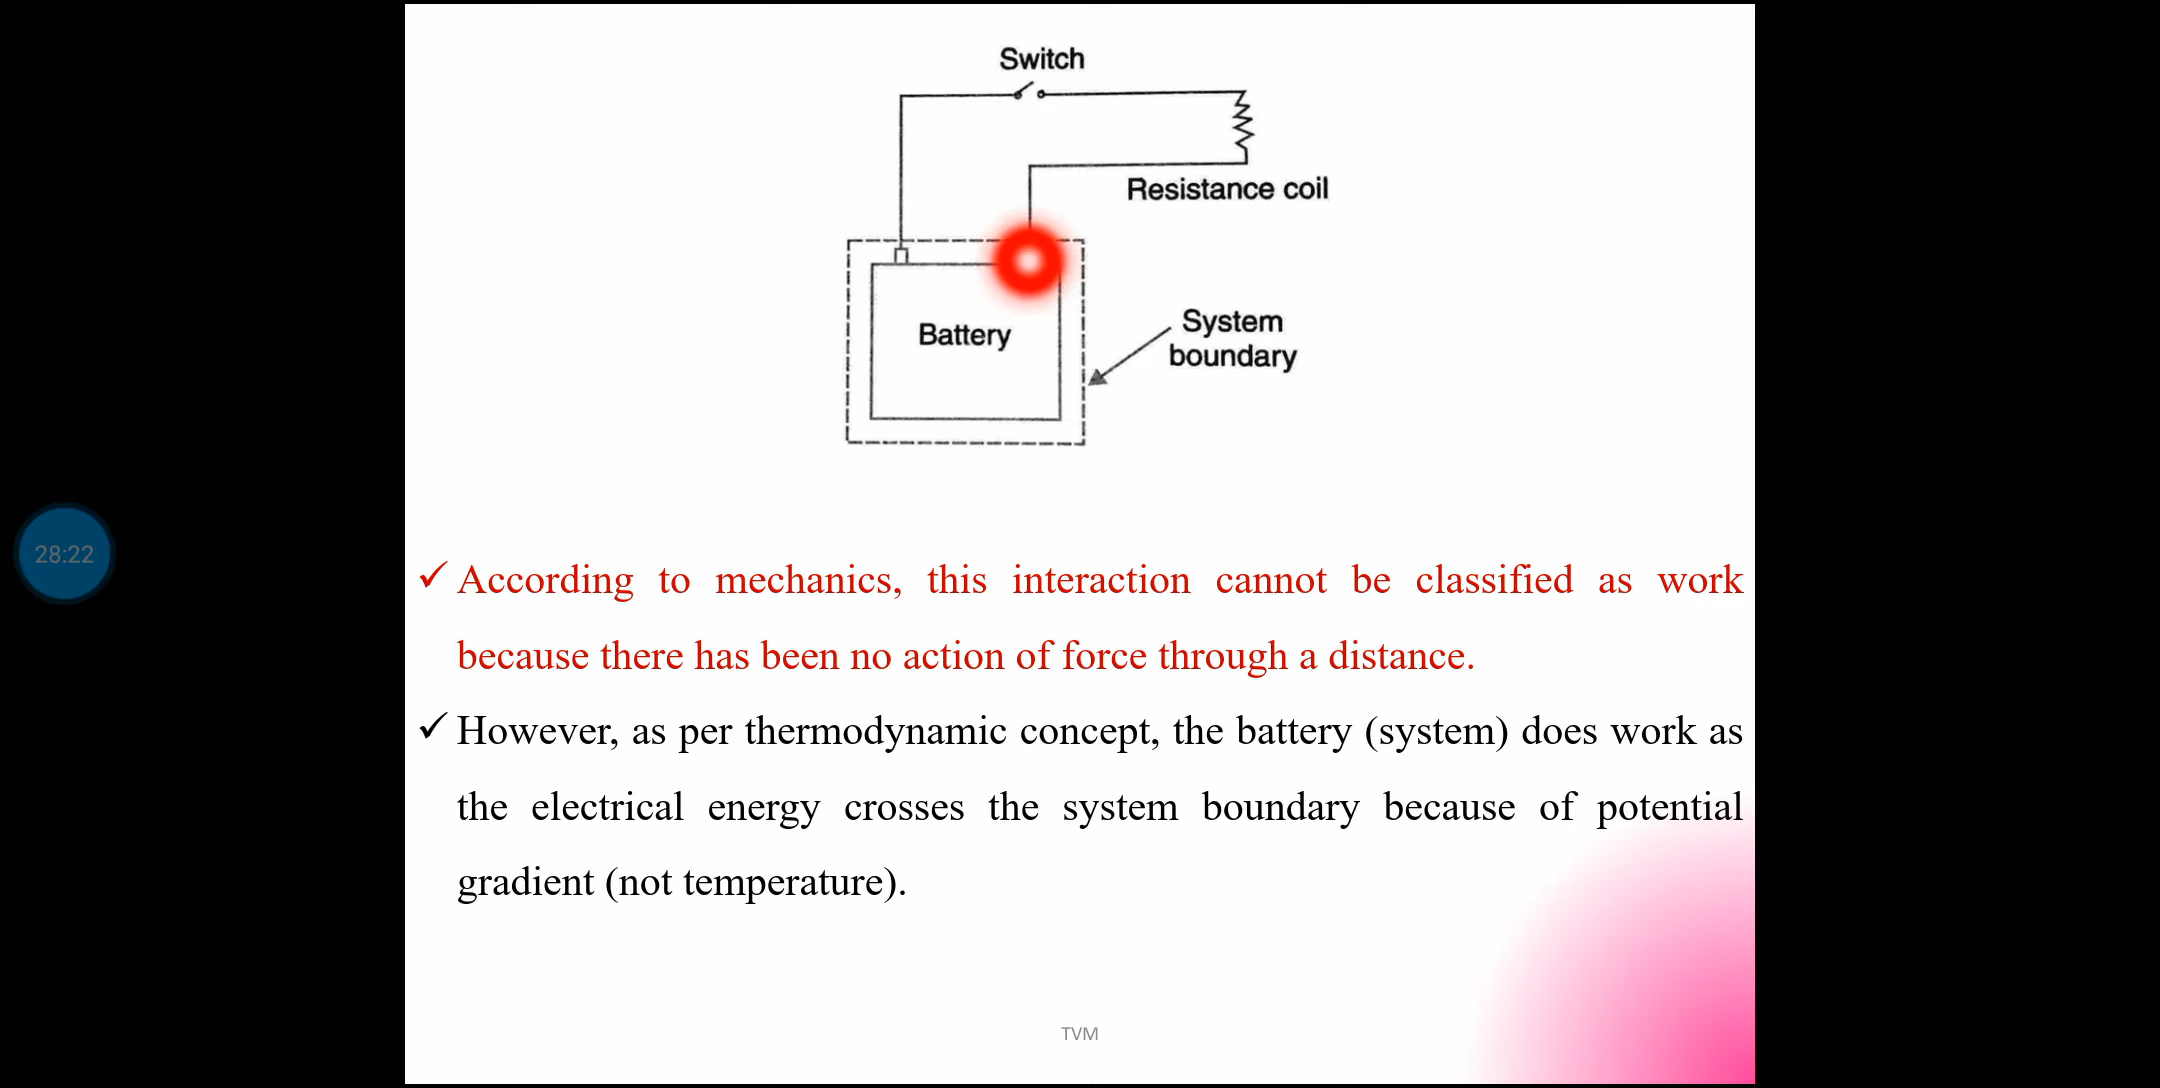 Switch
Resistance coil
Battery
System
boundary
28:22
✓ According to mechanics, this interaction cannot be classified as work
because there has been no action of force through a distance.
✓ However, as per thermodynamic concept, the battery (system) does work as
the electrical energy crosses the system boundary because of potential
gradient (not temperature).
TVM